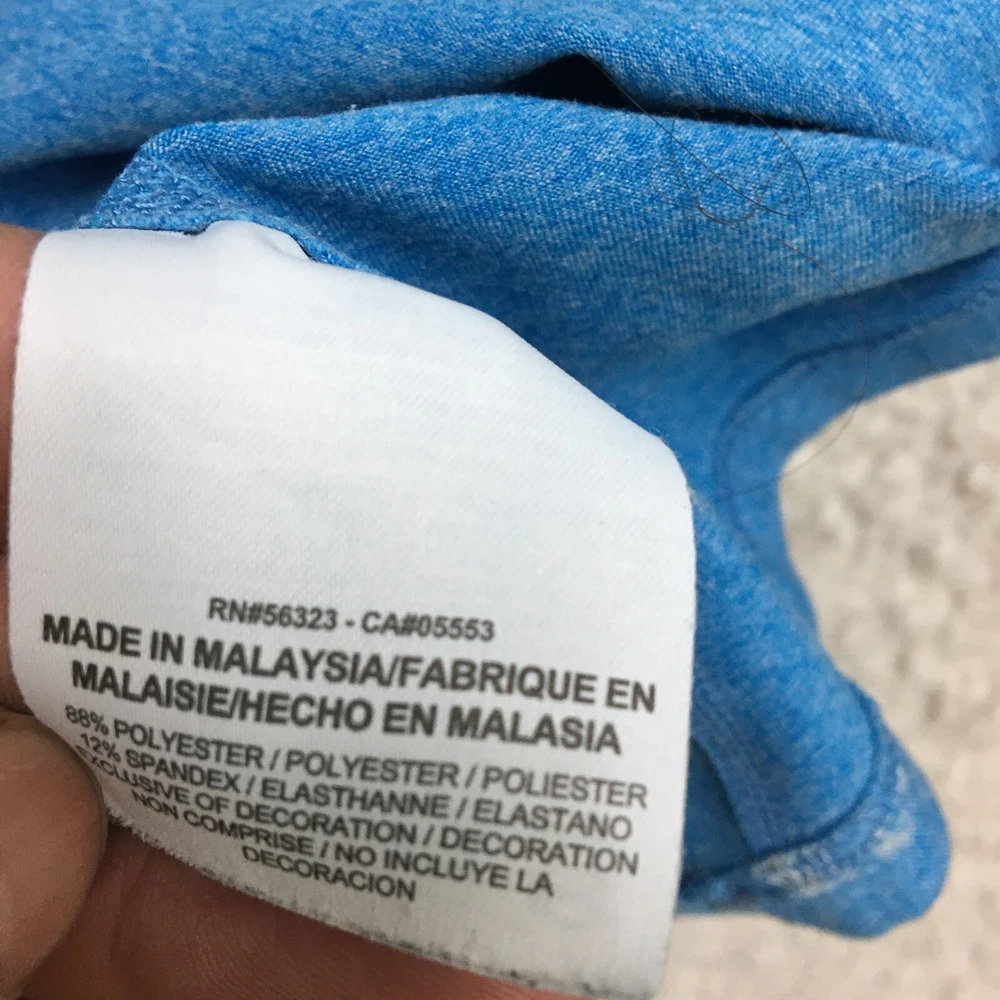 RN#56323 - CA#05553
MADE IN MALAYSIA/FABRIQUE EN
MALAISIE/HECHO EN MALASIA
88% POLYESTER / POLYESTER / POLIESTER
12% SPANDEX / ELASTHANNE / ELASTANO
EXCLUSIVE OF DECORATION / DECORATION
NON COMPRISE / NO INCLUYE LA
DECORACION